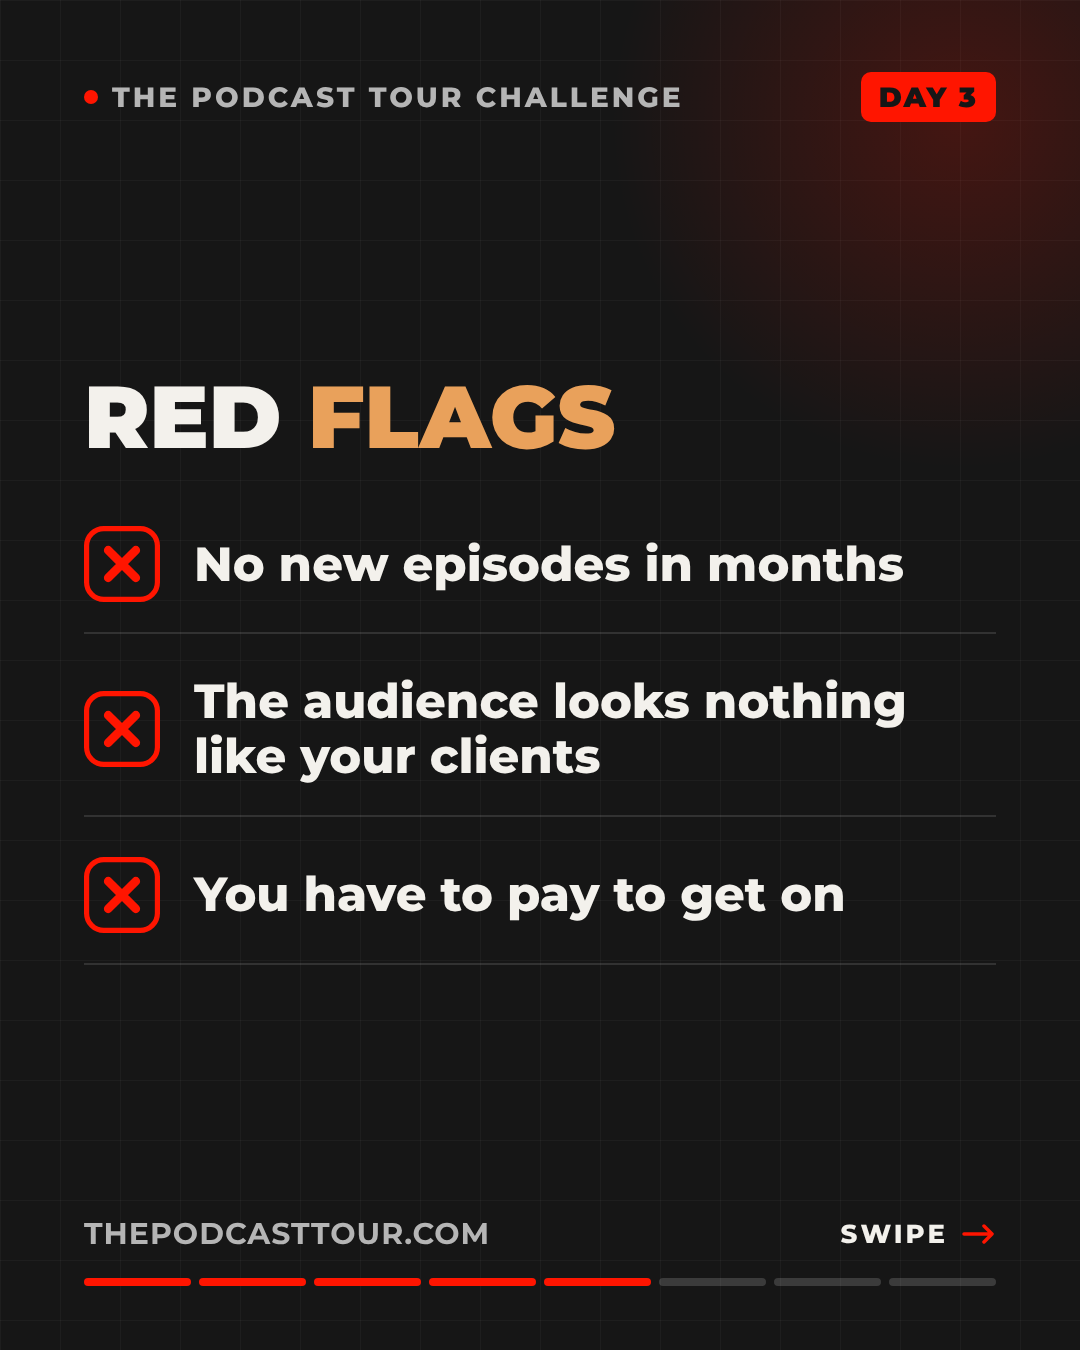 THE PODCAST TOUR CHALLENGE
DAY 3
RED FLAGS
No new episodes in months
The audience looks nothing
like your clients
You have to pay to get on
THEPODCASTTOUR.COM
SWIPE →